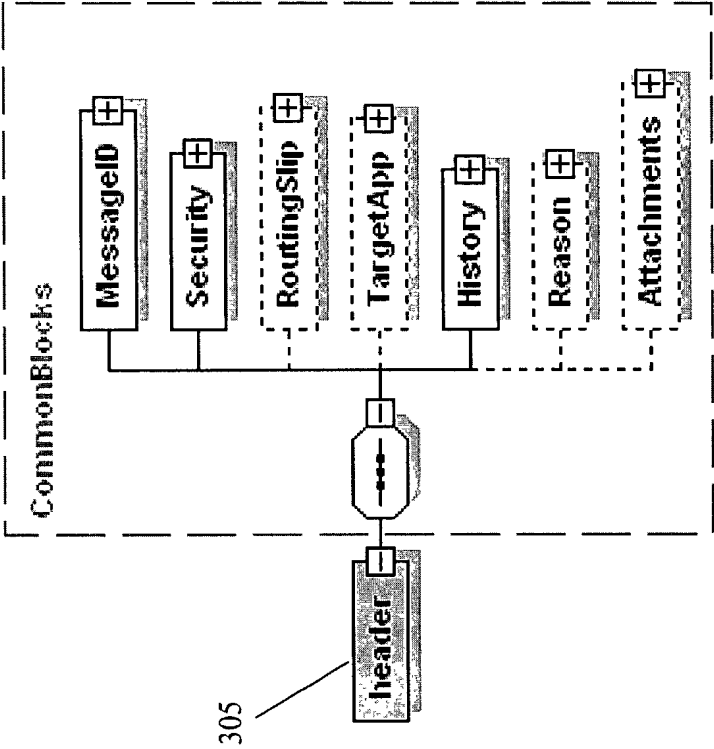 CommonBlocks
MessageID
Security
RoutingSlip
TargetApp
History
Reason
Attachments
header
305